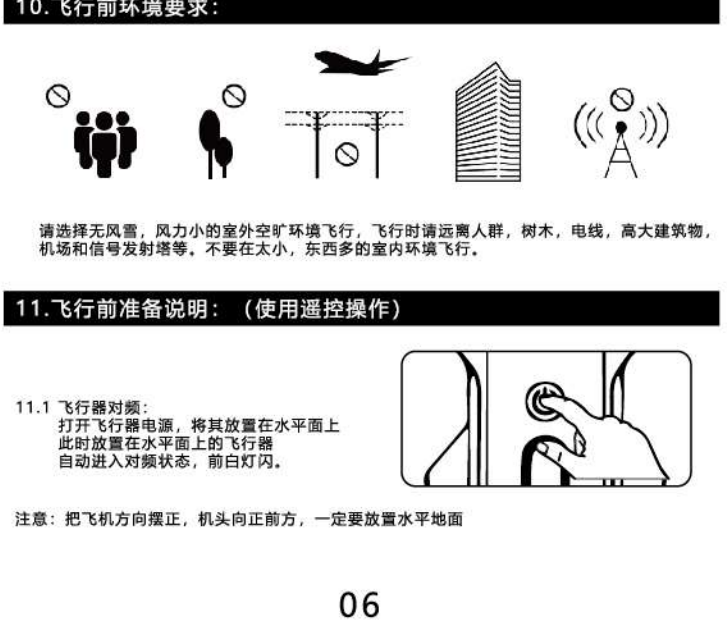 10.飞行前环境要求：
请选择无风雪，风力小的室外空旷环境飞行，飞行时请远离人群，树木，电线，高大建筑物，
机场和信号发射塔等。不要在太小，东西多的室内环境飞行。
11.飞行前准备说明：（使用遥控操作）
11.1 飞行器对频：
打开飞行器电源，将其放置在水平面上
此时放置在水平面上的飞行器
自动进入对频状态，前白灯闪。
注意：把飞机方向摆正，机头向正前方，一定要放置水平地面
06